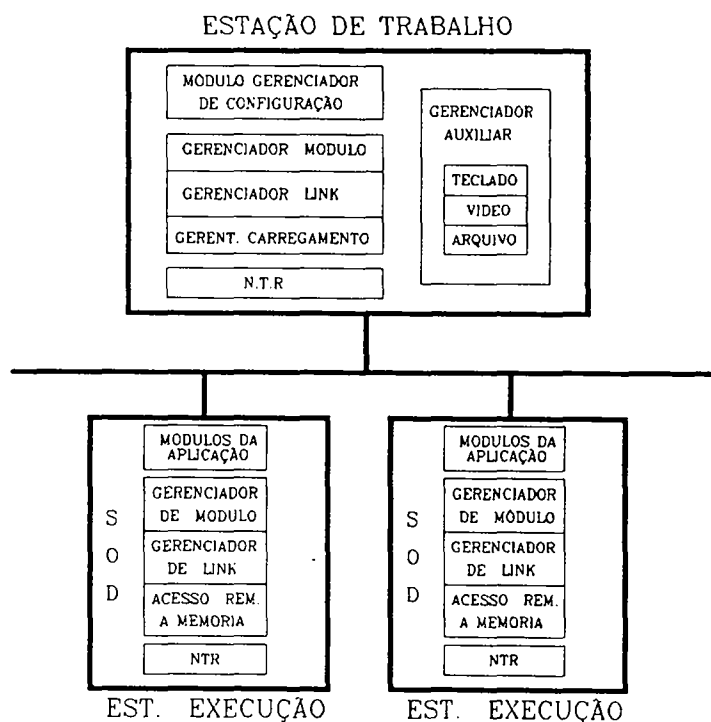 ESTAÇÃO DE TRABALHO
MÓDULO GERENCIADOR
DE CONFIGURAÇÃO
GERENCIADOR MODULO
GERENCIADOR LINK
GERENT. CARREGAMENTO
N.T.R
GERENCIADOR
AUXILIAR
TECLADO
VIDEO
ARQUIVO
S
O
D
MODULOS DA
APLICAÇÃO
GERENCIADOR
DE MODULO
GERENCIADOR
DE LINK
ACESSO REM.
A MEMORIA
NTR
EST. EXECUÇÃO
S
O
D
MODULOS DA
APLICAÇÃO
GERENCIADOR
DE MÓDULO
GERENCIADOR
DE LINK
ACESSO REM.
A MEMORIA
NTR
EST. EXECUÇÃO